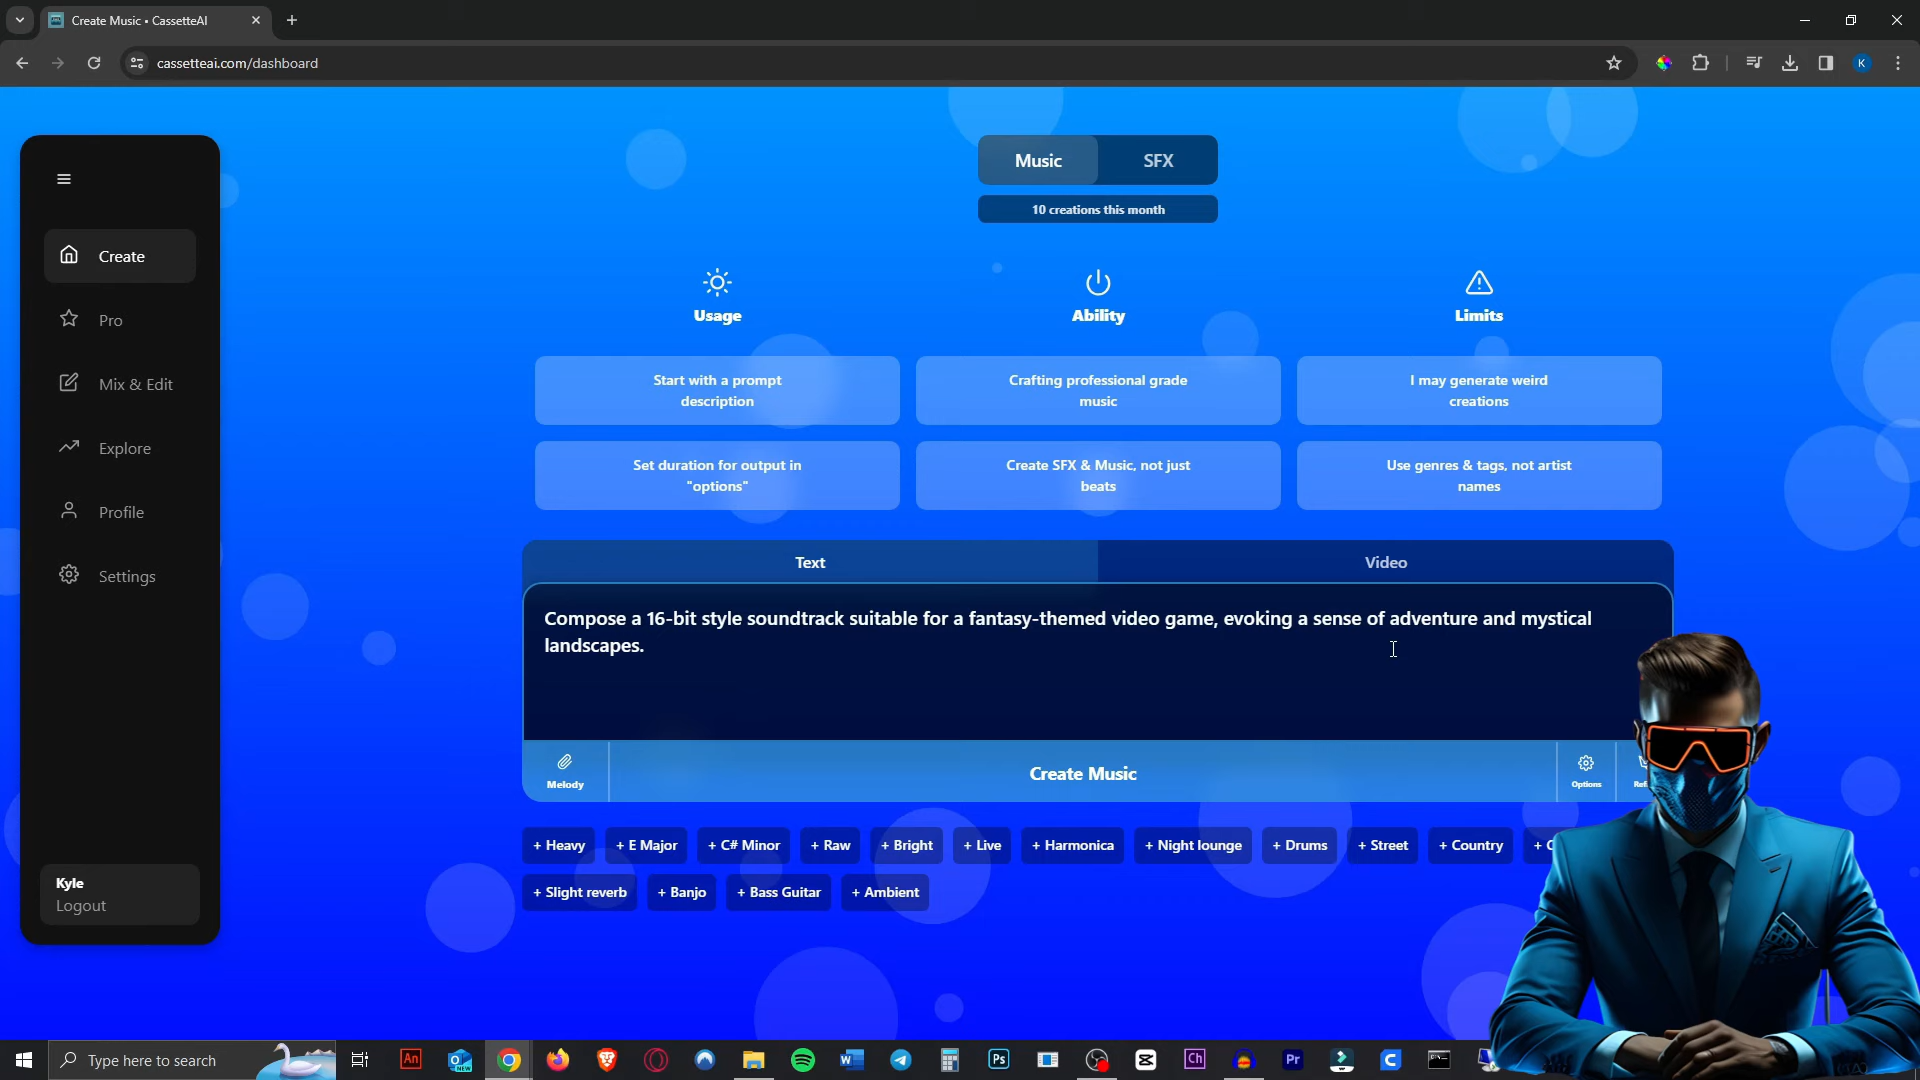 Create Music • CassetteAI
cassetteai.com/dashboard
K
Music
SFX
10 creations this month
Create
Pro
Mix & Edit
Explore
Profile
Settings
Kyle
Logout
Usage
Ability
Limits
Start with a prompt
description
Crafting professional grade
music
I may generate weird
creations
Set duration for output in
"options"
Create SFX & Music, not just
beats
Use genres & tags, not artist
names
Text
Video
Compose a 16-bit style soundtrack suitable for a fantasy-themed video game, evoking a sense of adventure and mystical
landscapes.
Melody
Create Music
Options
+ Heavy
+ E Major
+ C# Minor
+ Raw
+ Bright
+ Live
+ Harmonica
+ Night lounge
+ Drums
+ Street
+ Country
+ Slight reverb
+ Banjo
+ Bass Guitar
+ Ambient
Type here to search
An
NEW
W
Ps
Ch
Pr